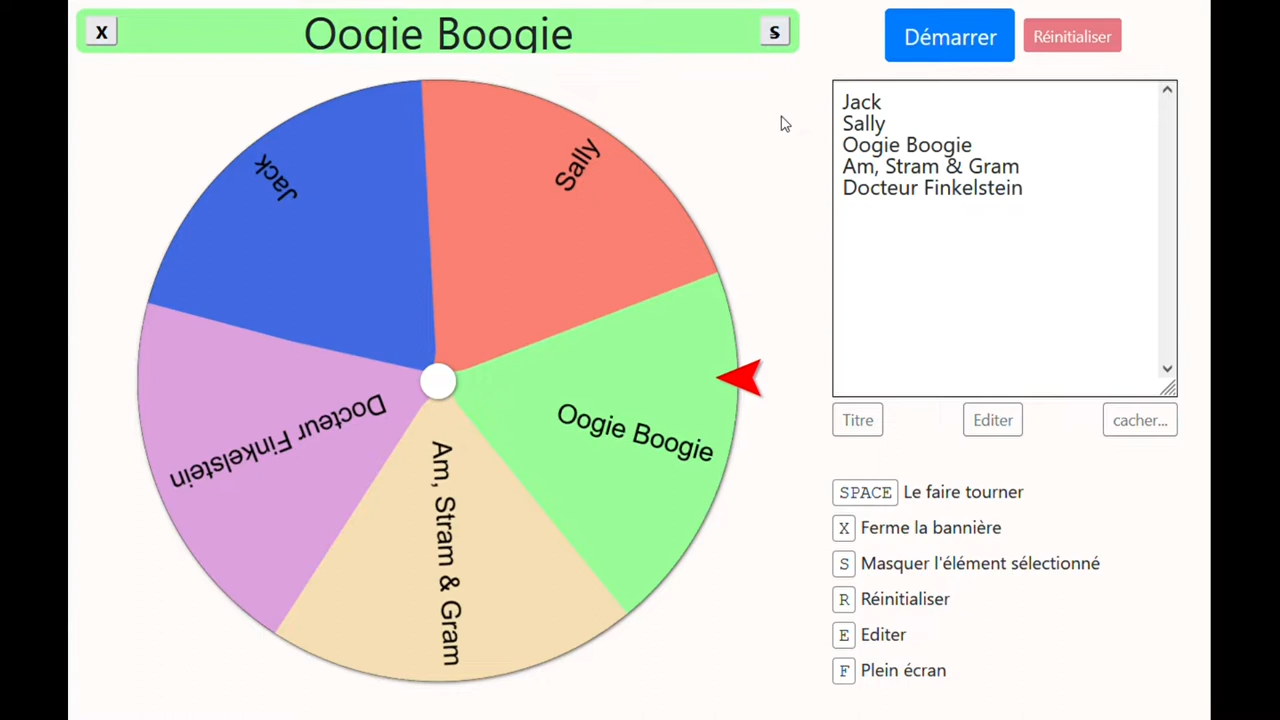 X
Oogie Boogie
S
Démarrer
Réinitialiser
Jack
Sally
Oogie Boogie
Am, Stram & Gram
Docteur Finkelstein
Jack
Sally
Oogie Boogie
Am, Stram & Gram
Docteur Finkelstein
Titre
Editer
cacher...
SPACE Le faire tourner
X Ferme la bannière
S Masquer l'élément sélectionné
R Réinitialiser
E Editer
F Plein écran